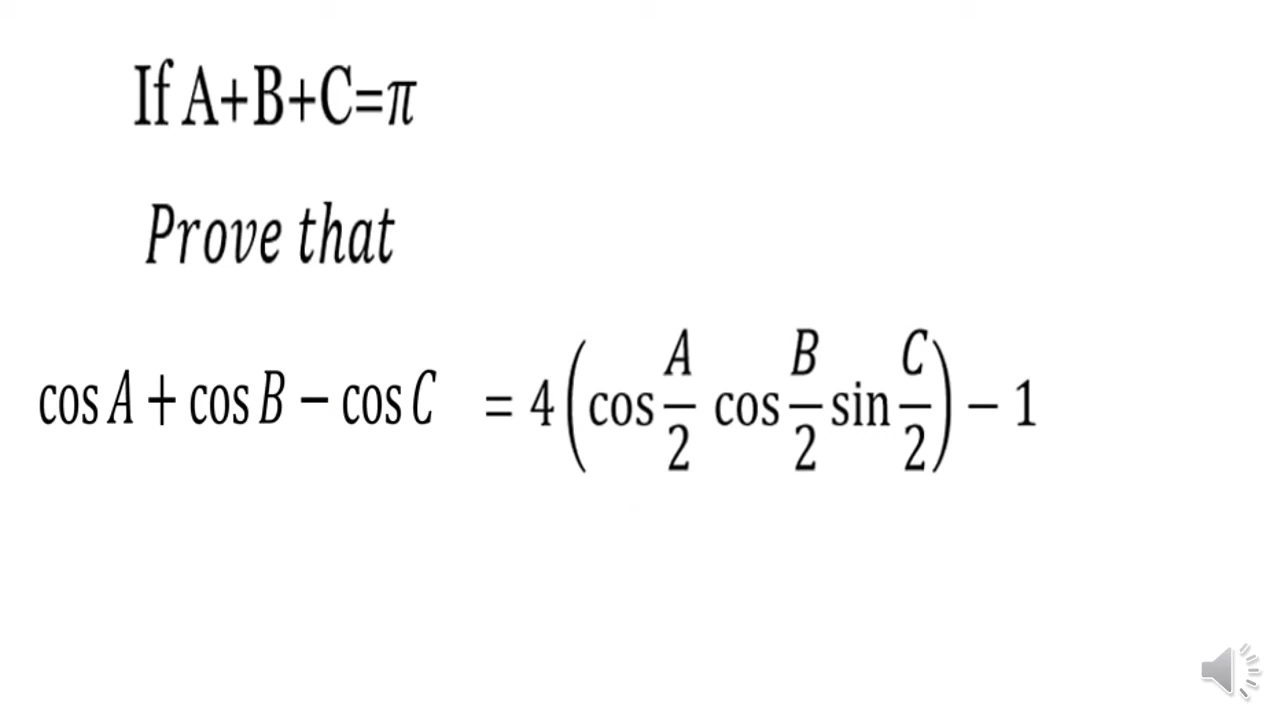 If A+B+C=π
Prove that
cos A + cos B − cos C = 4(cos A/2 cos B/2 sin C/2) − 1